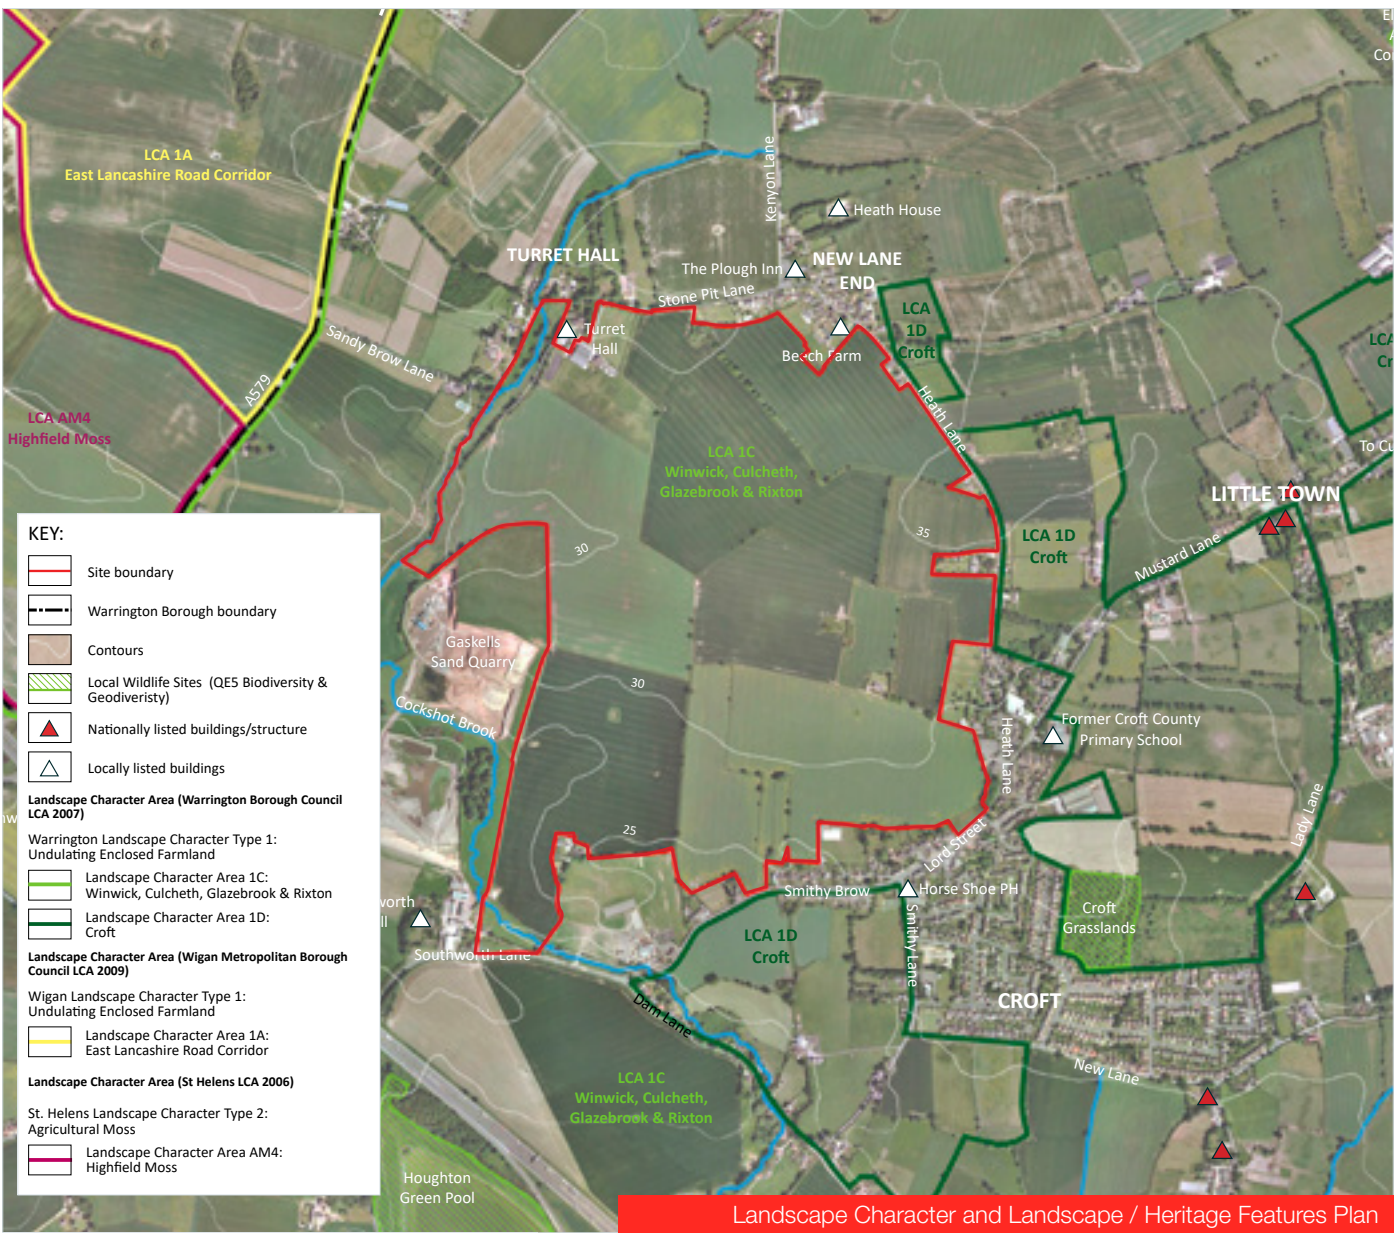 LCA 1A
East Lancashire Road Corridor
Kenyon Lane
Heath House
TURRET HALL
The Plough Inn
NEW LANE
END
Stone Pit Lane
LCA
1D
Croft
Turret
Hall
Beech Farm
Sandy Brow Lane
A579
Heath Lane
LCA AM4
Highfield Moss
LCA 1C
Winwick, Culcheth,
Glazebrook & Rixton
LITTLE TOWN
35
30
LCA 1D
Croft
Mustard Lane
Gaskells
Sand Quarry
30
Cockshot Brook
Heath Lane
Former Croft County
Primary School
25
Lord Street
Lady Lane
Smithy Brow
Horse Shoe PH
Smithy Lane
Croft
Grasslands
LCA 1D
Croft
Southworth Lane
CROFT
Dam Lane
New Lane
LCA 1C
Winwick, Culcheth,
Glazebrook & Rixton
Houghton
Green Pool
KEY:
Site boundary
Warrington Borough boundary
Contours
Local Wildlife Sites (QE5 Biodiversity &
Geodiveristy)
Nationally listed buildings/structure
Locally listed buildings
Landscape Character Area (Warrington Borough Council
LCA 2007)
Warrington Landscape Character Type 1:
Undulating Enclosed Farmland
Landscape Character Area 1C:
Winwick, Culcheth, Glazebrook & Rixton
Landscape Character Area 1D:
Croft
Landscape Character Area (Wigan Metropolitan Borough
Council LCA 2009)
Wigan Landscape Character Type 1:
Undulating Enclosed Farmland
Landscape Character Area 1A:
East Lancashire Road Corridor
Landscape Character Area (St Helens LCA 2006)
St. Helens Landscape Character Type 2:
Agricultural Moss
Landscape Character Area AM4:
Highfield Moss
Landscape Character and Landscape / Heritage Features Plan